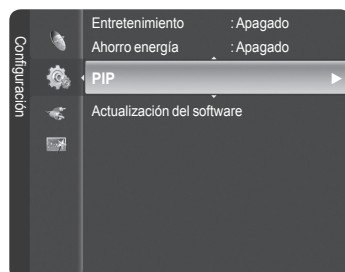 Configuración
Entretenimiento : Apagado
Ahorro energía : Apagado
PIP
Actualización del software